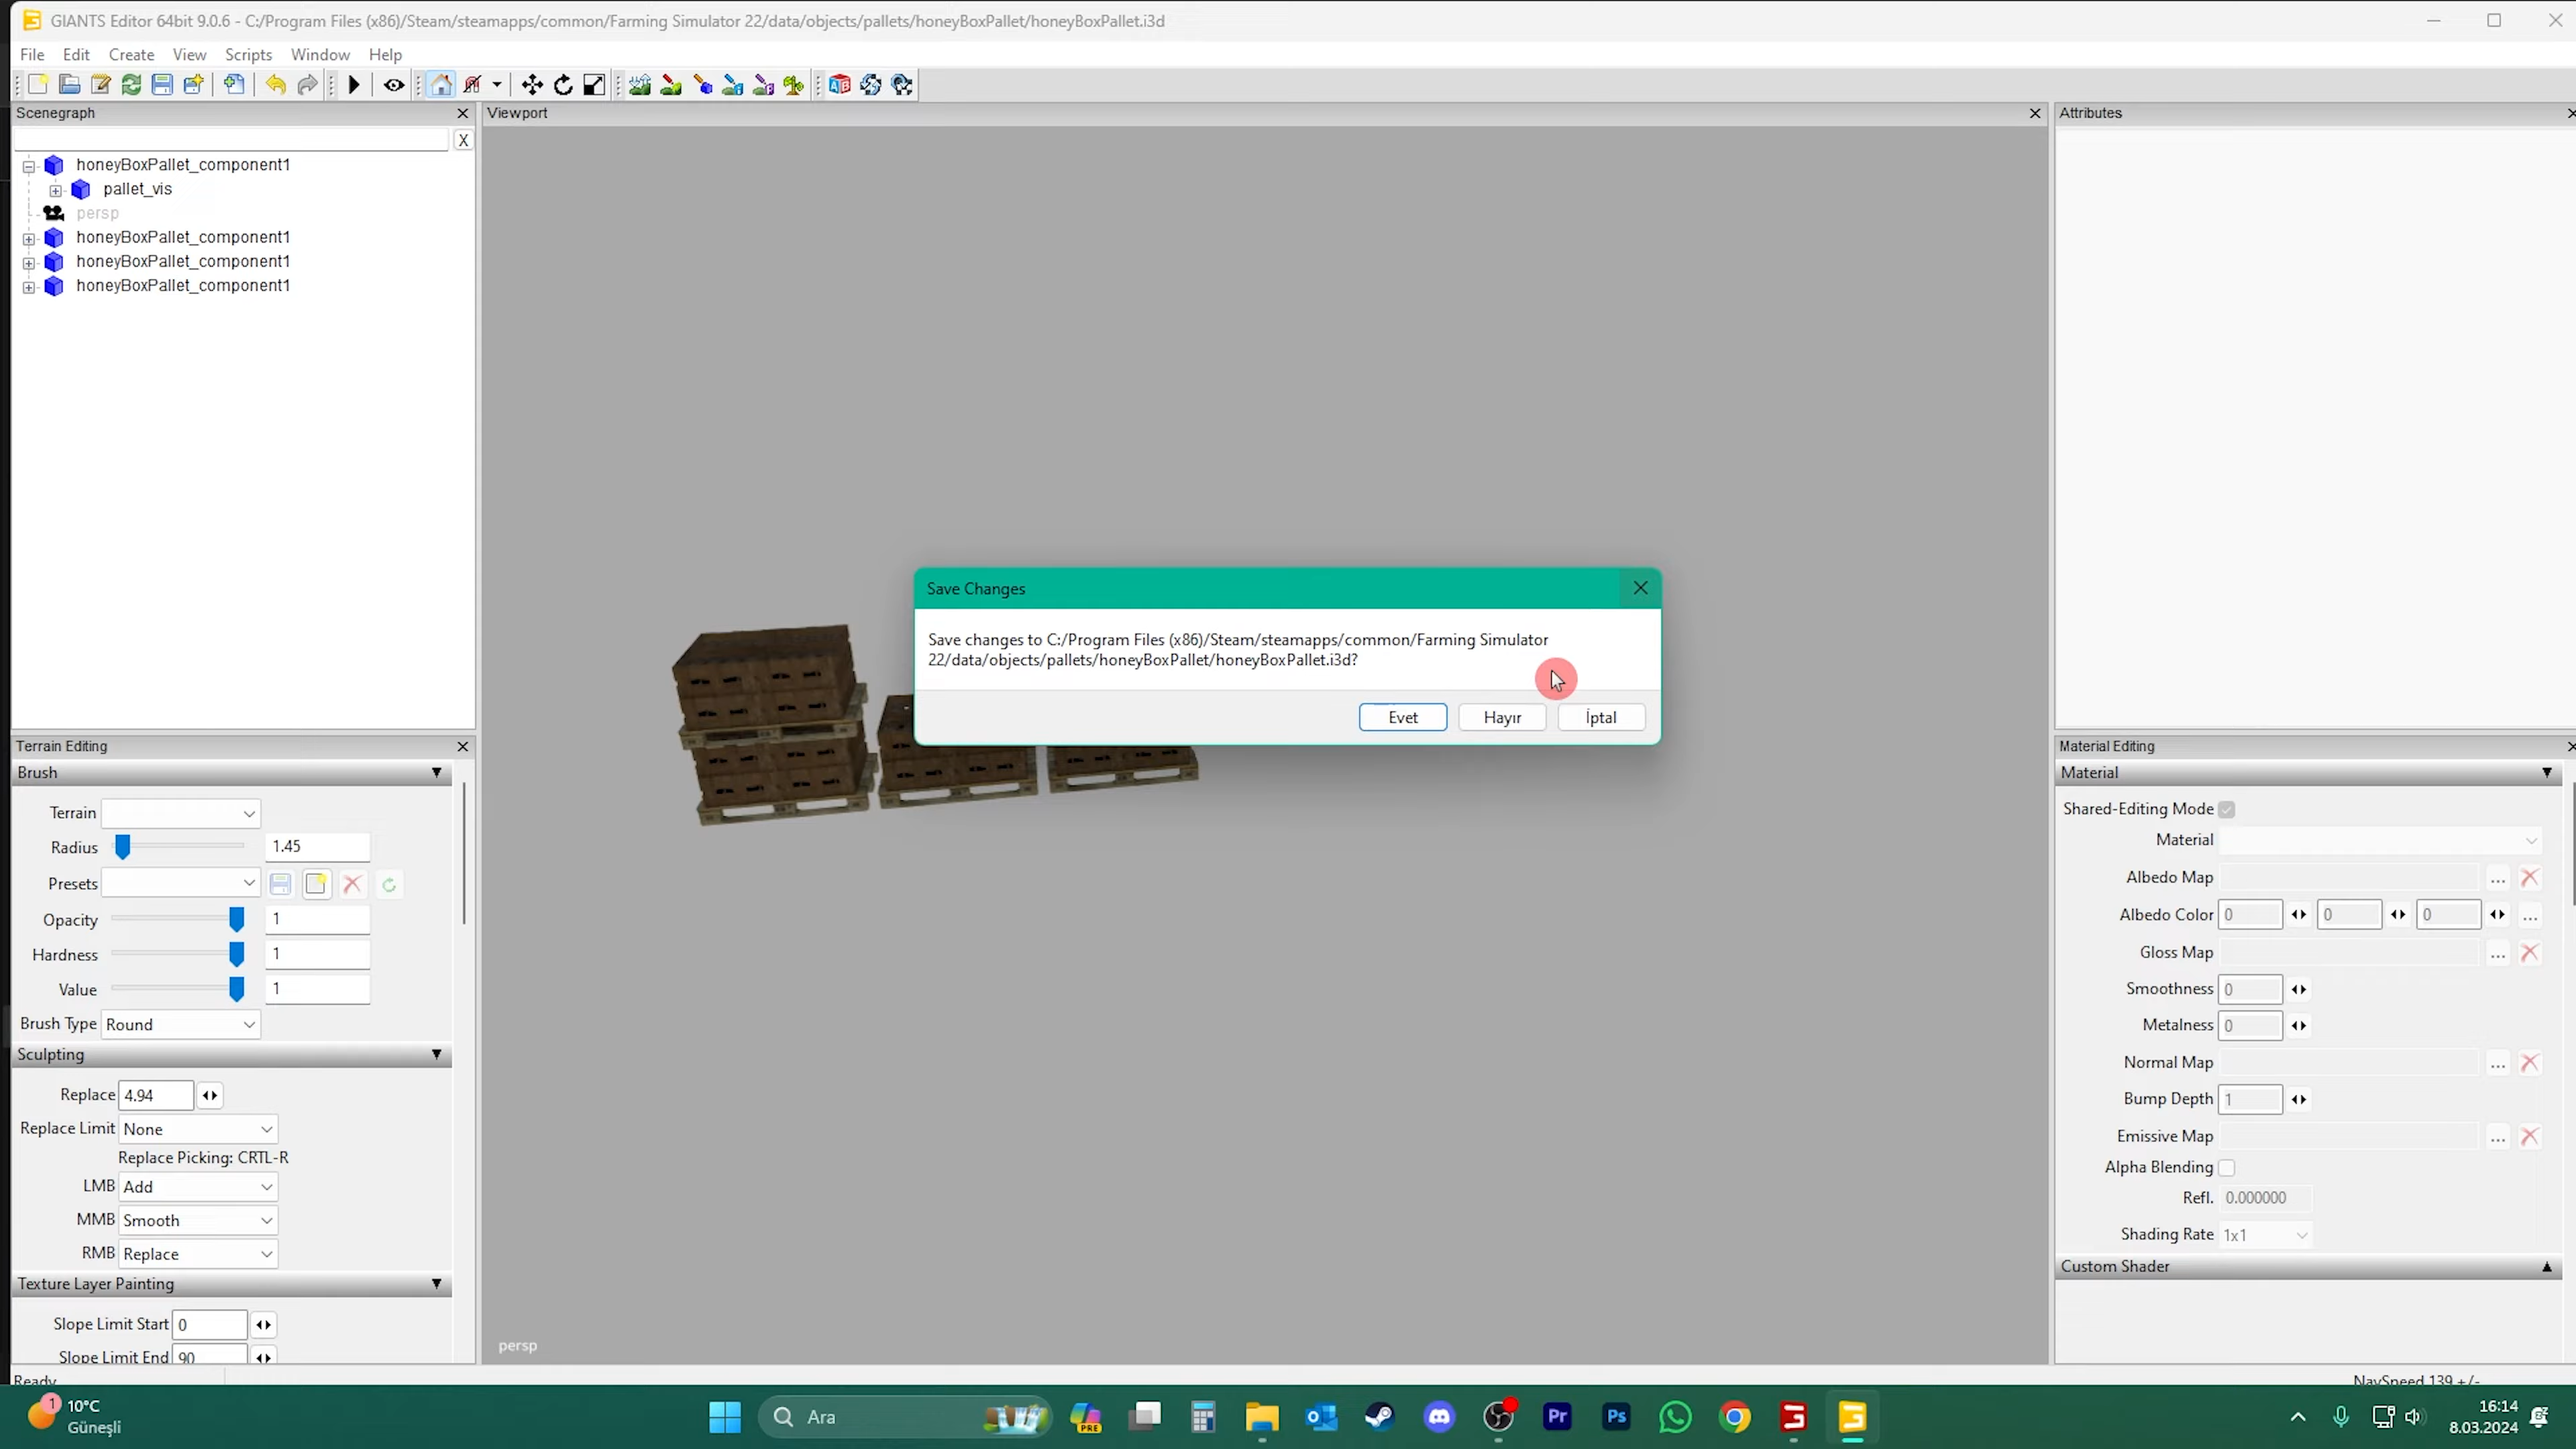 GIANTS Editor 64bit 9.0.6 - C:/Program Files (x86)/Steam/steamapps/common/Farming Simulator 22/data/objects/pallets/honeyBoxPallet/honeyBoxPallet.i3d
File Edit Create View Scripts Window Help
Scenegraph
X
honeyBoxPallet_component1
pallet_vis
persp
honeyBoxPallet_component1
honeyBoxPallet_component1
honeyBoxPallet_component1
Viewport
Attributes
Save Changes
Save changes to C:/Program Files (x86)/Steam/steamapps/common/Farming Simulator
22/data/objects/pallets/honeyBoxPallet/honeyBoxPallet.i3d?
Evet Hayır İptal
persp
Terrain Editing
Brush
Terrain
Radius 1.45
Presets
Opacity 1
Hardness 1
Value 1
Brush Type Round
Sculpting
Replace 4.94
Replace Limit None
Replace Picking: CRTL-R
LMB Add
MMB Smooth
RMB Replace
Texture Layer Painting
Slope Limit Start 0
Slope Limit End 90
Ready
Material Editing
Material
Shared-Editing Mode
Material
Albedo Map ...
Albedo Color 0 0 0 ...
Gloss Map ...
Smoothness 0
Metalness 0
Normal Map ...
Bump Depth 1
Emissive Map ...
Alpha Blending
Refl. 0.000000
Shading Rate 1x1
Custom Shader
NavSpeed 139 +/-
1
10°C
Güneşli
Ara
PRE
Pr
Ps
16:14
8.03.2024